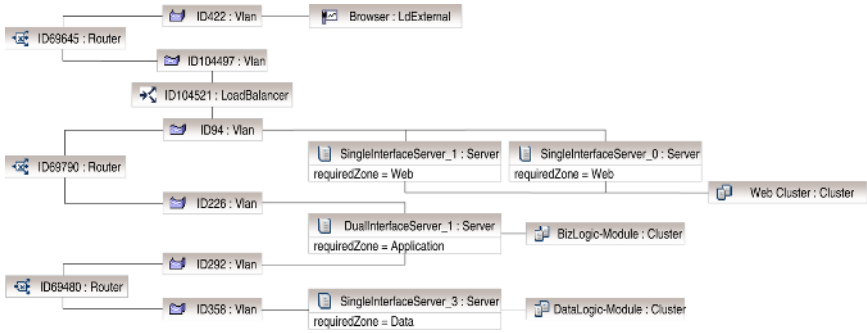 ID422 : Vlan
Browser : LdExternal
ID69645 : Router
ID104497 : Vlan
ID104521 : LoadBalancer
ID94 : Vlan
SingleInterfaceServer_1 : Server
requiredZone = Web
SingleInterfaceServer_0 : Server
requiredZone = Web
ID69790 : Router
Web Cluster : Cluster
ID226 : Vlan
DualInterfaceServer_1 : Server
requiredZone = Application
BizLogic-Module : Cluster
ID292 : Vlan
ID69480 : Router
ID358 : Vlan
SingleInterfaceServer_3 : Server
requiredZone = Data
DataLogic-Module : Cluster